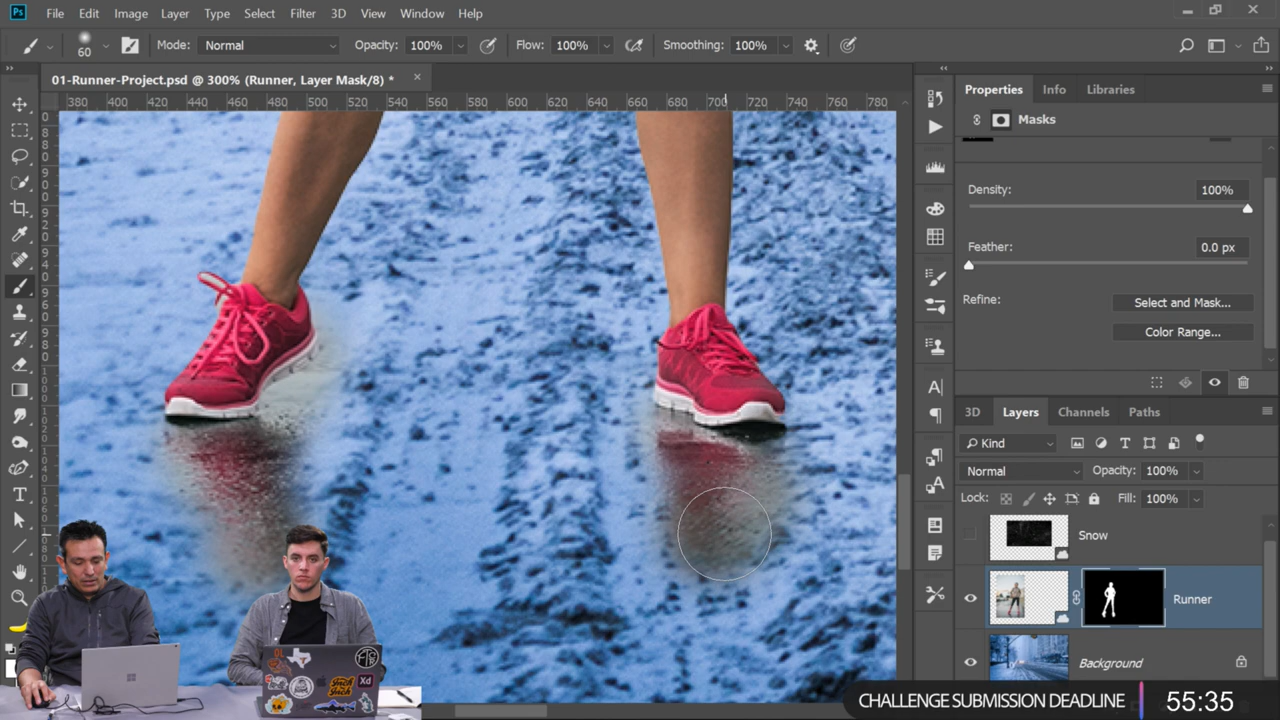 Ps File Edit Image Layer Type Select Filter 3D View Window Help
60 Mode: Normal Opacity: 100% Flow: 100% Smoothing: 100%
01-Runner-Project.psd @ 300% (Runner, Layer Mask/8) *
380 400 420 440 460 480 500 520 540 560 580 600 620 640 660 680 700 720 740 760 780
Properties Info Libraries
Masks
Density: 100%
Feather: 0.0 px
Refine: Select and Mask...
Color Range...
3D Layers Channels Paths
Kind
Normal Opacity: 100%
Lock: Fill: 100%
Snow
Runner
Background
CHALLENGE SUBMISSION DEADLINE 55:35
Xd